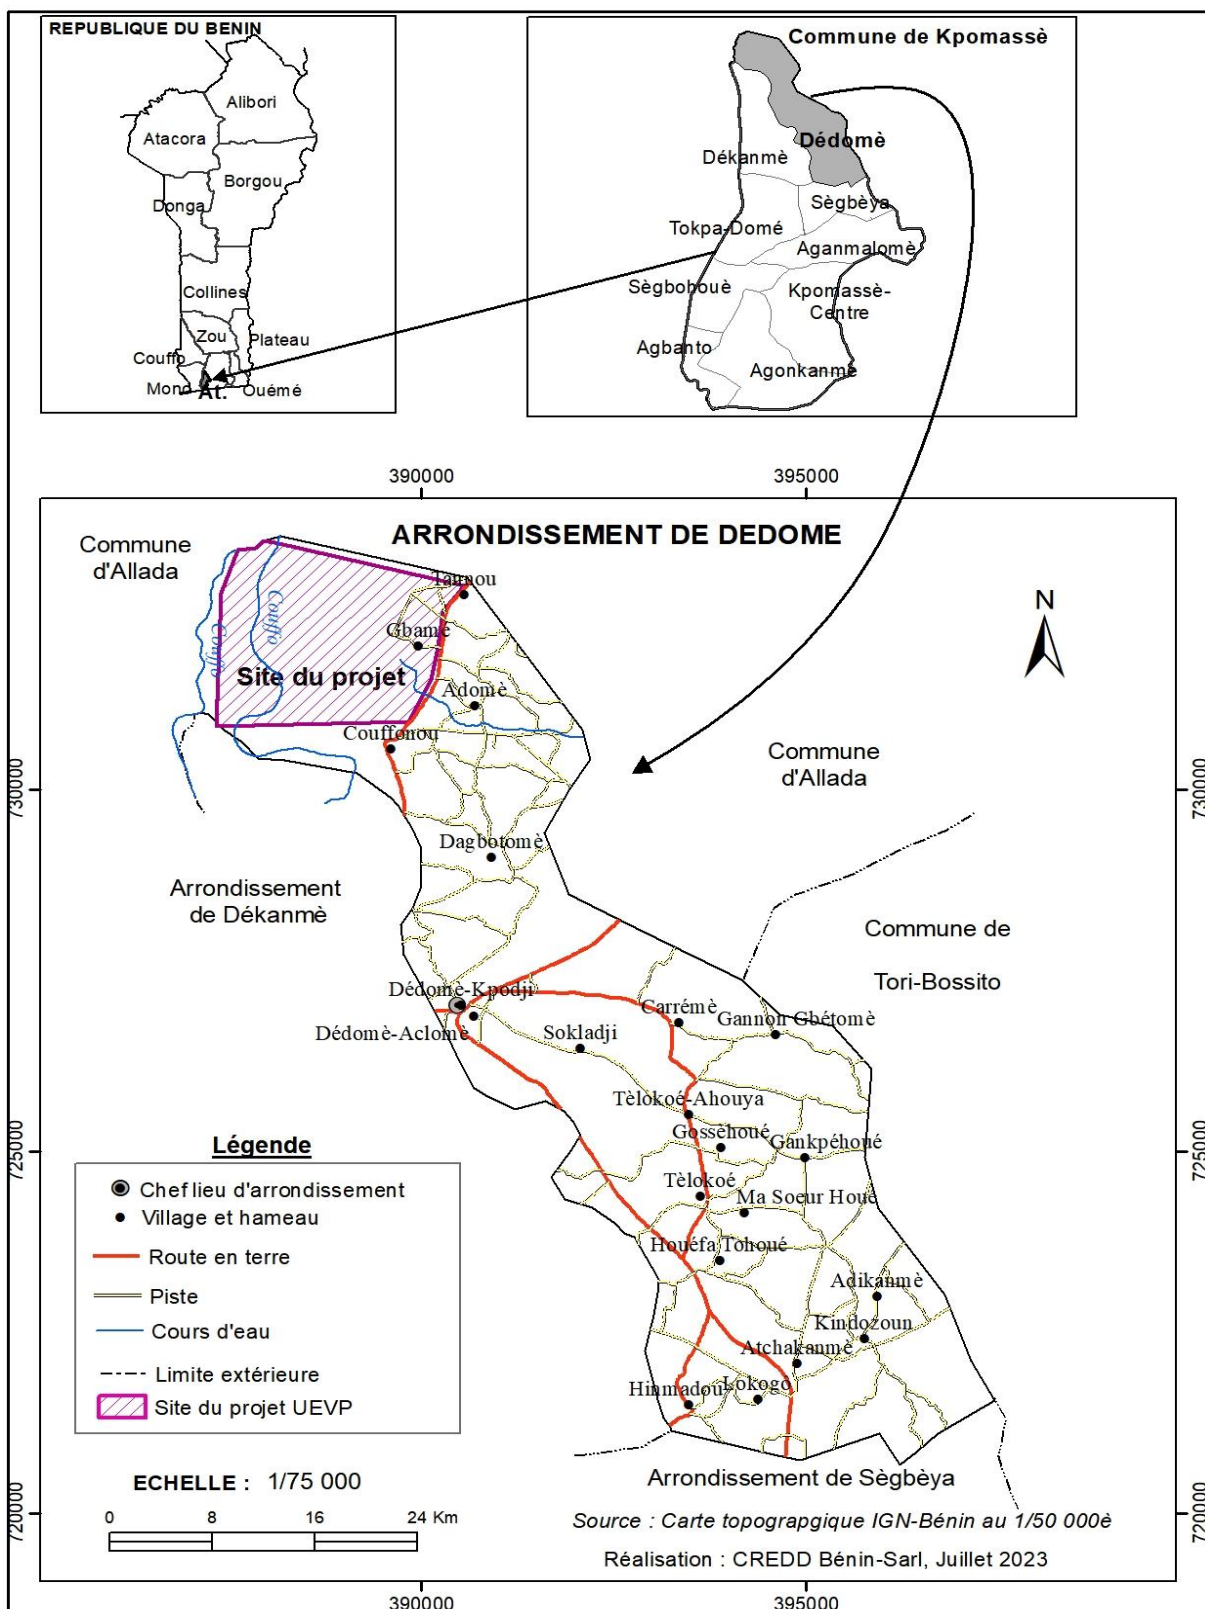 REPUBLIQUE DU BENIN
Alibori
Atacora
Borgou
Donga
Collines
Zou
Plateau
Couffo
Mono
At.
Ouémé
Commune de Kpomassè
Dédomè
Dékanmè
Sègbèya
Tokpa-Domé
Aganmalomè
Sègbohouè
Kpomassè-
Centre
Agbanto
Agonkanmè
390000
395000
ARRONDISSEMENT DE DEDOME
Commune
d'Allada
Couffo
Couffo
Gbamè
Site du projet
Adomè
Couffonou
N
Commune
d'Allada
730000
730000
Dagbotomè
Arrondissement
de Dékanmè
Commune de
Tori-Bossito
Dédomè-Kpodji
Carrémè
Gannon Gbétomè
Dédomè-Aclomè
Sokladji
Tèlokoé-Ahouya
Gosséhoué
Gankpéhoué
725000
725000
Tèlokoé
Ma Soeur Houé
Houéfa Tohoué
Adikanmè
Kindozoun
Atchakanmè
Hinmadou
Lokogo
Légende
Chef lieu d'arrondissement
Village et hameau
Route en terre
Piste
Cours d'eau
Limite extérieure
Site du projet UEVP
ECHELLE : 1/75 000
0 8 16 24 Km
Arrondissement de Sègbèya
720000
720000
Source : Carte topograpgique IGN-Bénin au 1/50 000è
Réalisation : CREDD Bénin-Sarl, Juillet 2023
390000
395000